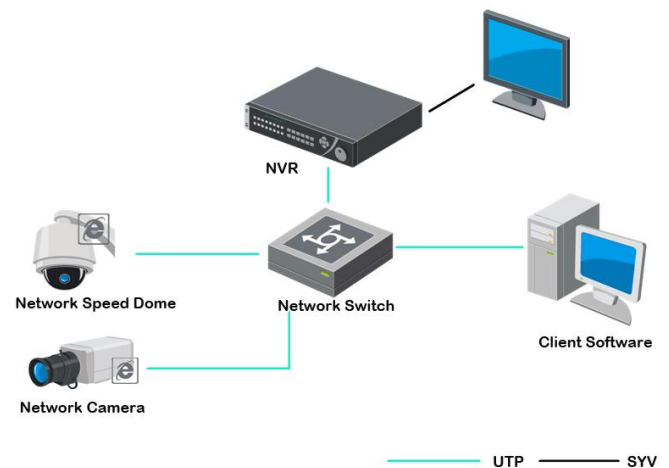 NVR
Network Speed Dome
Network Switch
Client Software
Network Camera
UTP
SYV